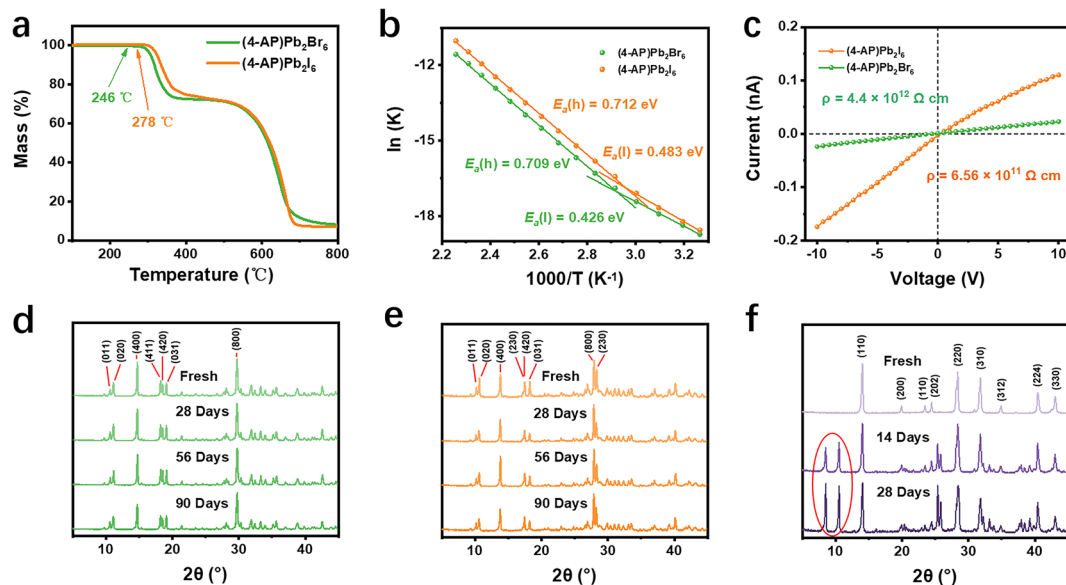 a
(4-AP)Pb₂Br₆
(4-AP)Pb₂I₆
246 ℃
278 ℃
100
80
60
40
20
0
200
400
600
800
Mass (%)
Temperature (℃)
b
(4-AP)Pb₂Br₆
(4-AP)Pb₂I₆
Eₐ(h) = 0.712 eV
Eₐ(l) = 0.483 eV
Eₐ(h) = 0.709 eV
Eₐ(l) = 0.426 eV
-12
-15
-18
2.2
2.4
2.6
2.8
3.0
3.2
ln (K)
1000/T (K⁻¹)
c
(4-AP)Pb₂I₆
(4-AP)Pb₂Br₆
ρ = 4.4 × 10¹² Ω cm
ρ = 6.56 × 10¹¹ Ω cm
0.2
0.1
0.0
-0.1
-0.2
-10
-5
0
5
10
Current (nA)
Voltage (V)
d
(011)
(020)
(400)
(411)
(420)
(031)
(800)
Fresh
28 Days
56 Days
90 Days
10
20
30
40
2θ (°)
e
(011)
(020)
(400)
(230)
(420)
(031)
(800)
(230)
Fresh
28 Days
56 Days
90 Days
10
20
30
40
2θ (°)
f
(110)
(200)
(110)
(202)
(220)
(310)
(312)
(224)
(330)
Fresh
14 Days
28 Days
10
20
30
40
2θ (°)